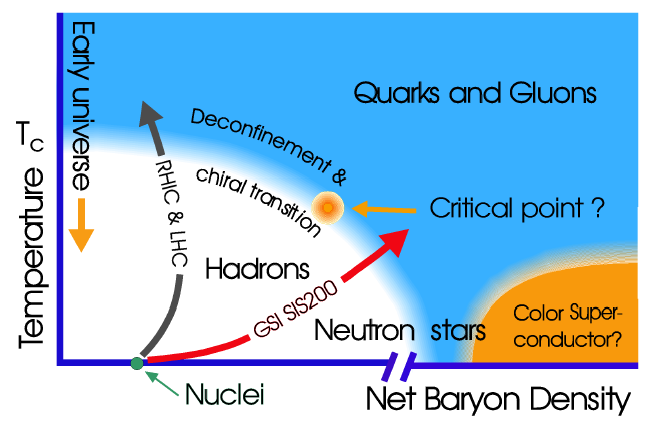 Early universe
Quarks and Gluons
Deconfinement &
chiral transition
Tc
Temperature
RHIC & LHC
Critical point ?
Hadrons
GSI SIS200
Neutron stars
Color Super-
conductor?
Nuclei
Net Baryon Density